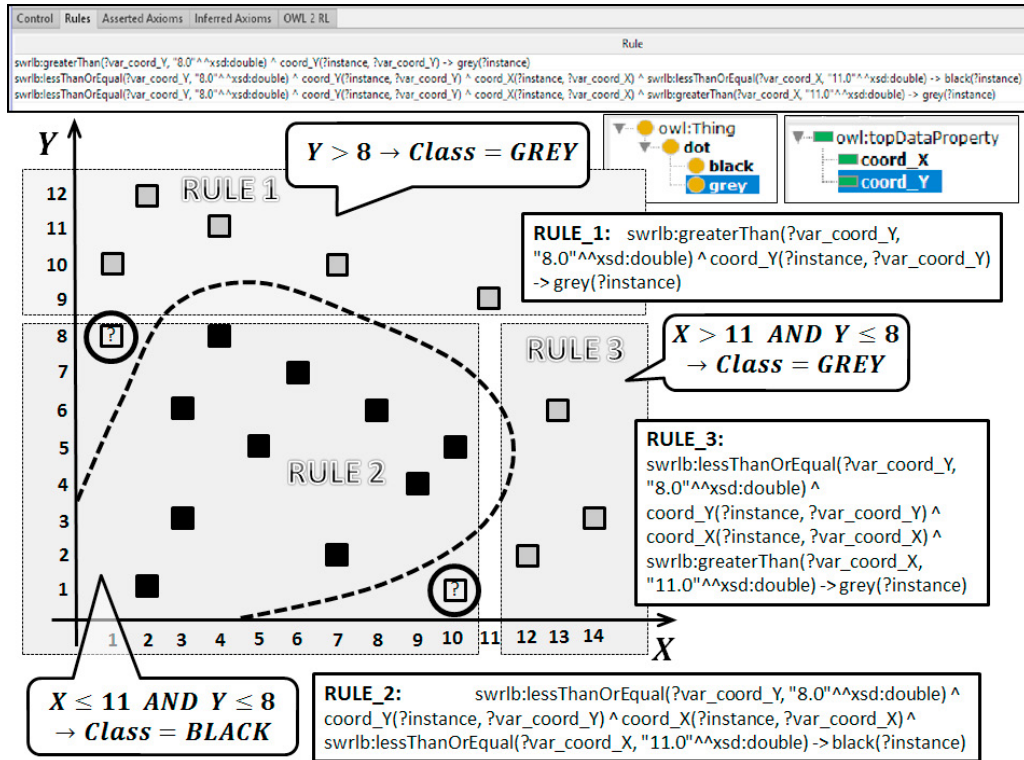 Control Rules Asserted Axioms Inferred Axioms OWL 2 RL
Rule
swrlb:greaterThan(?var_coord_Y, "8.0"^^xsd:double) ^ coord_Y(?instance, ?var_coord_Y) -> grey(?instance)
swrlb:lessThanOrEqual(?var_coord_Y, "8.0"^^xsd:double) ^ coord_Y(?instance, ?var_coord_Y) ^ coord_X(?instance, ?var_coord_X) ^ swrlb:lessThanOrEqual(?var_coord_X, "11.0"^^xsd:double) -> black(?instance)
swrlb:lessThanOrEqual(?var_coord_Y, "8.0"^^xsd:double) ^ coord_Y(?instance, ?var_coord_Y) ^ coord_X(?instance, ?var_coord_X) ^ swrlb:greaterThan(?var_coord_X, "11.0"^^xsd:double) -> grey(?instance)
Y
Y > 8 → Class = GREY
owl:Thing
dot
black
grey
owl:topDataProperty
coord_X
coord_Y
RULE 1
12
11
10
9
8
7
6
5
4
3
2
1
?
RULE_1: swrlb:greaterThan(?var_coord_Y,
"8.0"^^xsd:double) ^ coord_Y(?instance, ?var_coord_Y)
-> grey(?instance)
RULE 3
X > 11 AND Y ≤ 8
→ Class = GREY
RULE 2
RULE_3:
swrlb:lessThanOrEqual(?var_coord_Y,
"8.0"^^xsd:double) ^
coord_Y(?instance, ?var_coord_Y) ^
coord_X(?instance, ?var_coord_X) ^
swrlb:greaterThan(?var_coord_X,
"11.0"^^xsd:double) -> grey(?instance)
?
1 2 3 4 5 6 7 8 9 10 11 12 13 14
X
X ≤ 11 AND Y ≤ 8
→ Class = BLACK
RULE_2: swrlb:lessThanOrEqual(?var_coord_Y, "8.0"^^xsd:double) ^
coord_Y(?instance, ?var_coord_Y) ^ coord_X(?instance, ?var_coord_X) ^
swrlb:lessThanOrEqual(?var_coord_X, "11.0"^^xsd:double) -> black(?instance)